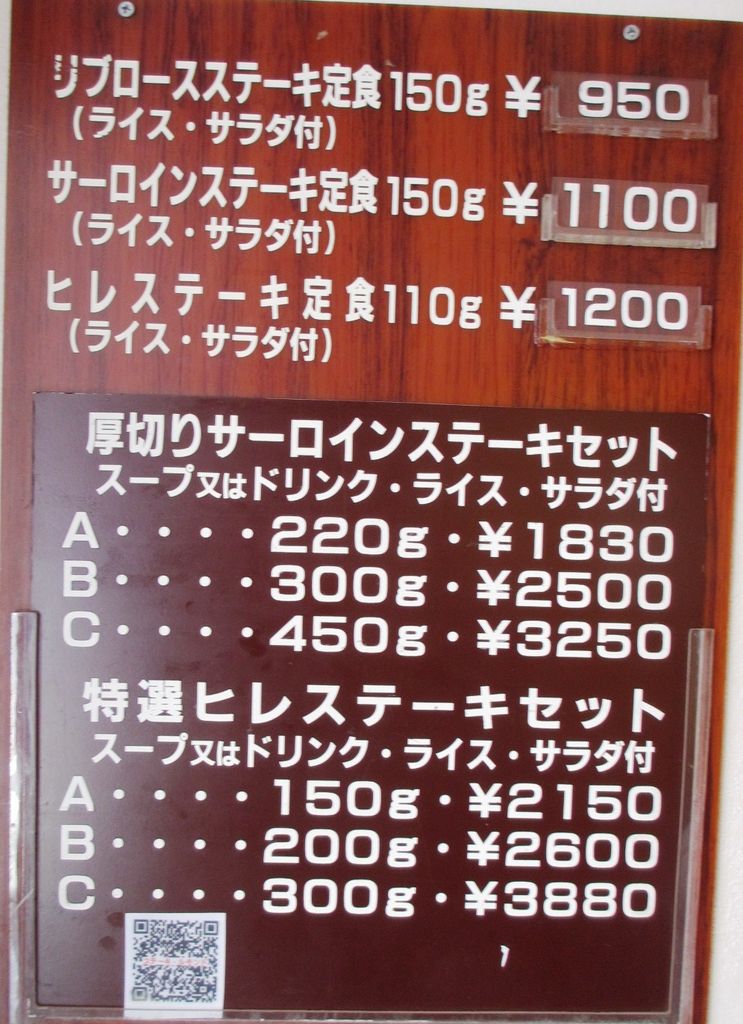 リブロースステーキ定食150g ¥ 950
(ライス・サラダ付)
サーロインステーキ定食150g ¥ 1100
(ライス・サラダ付)
ヒレステーキ定食110g ¥ 1200
(ライス・サラダ付)
厚切りサーロインステーキセット
スープ又はドリンク・ライス・サラダ付
A・・・・220g・¥1830
B・・・・300g・¥2500
C・・・・450g・¥3250
特選ヒレステーキセット
スープ又はドリンク・ライス・サラダ付
A・・・・150g・¥2150
B・・・・200g・¥2600
C・・・・300g・¥3880